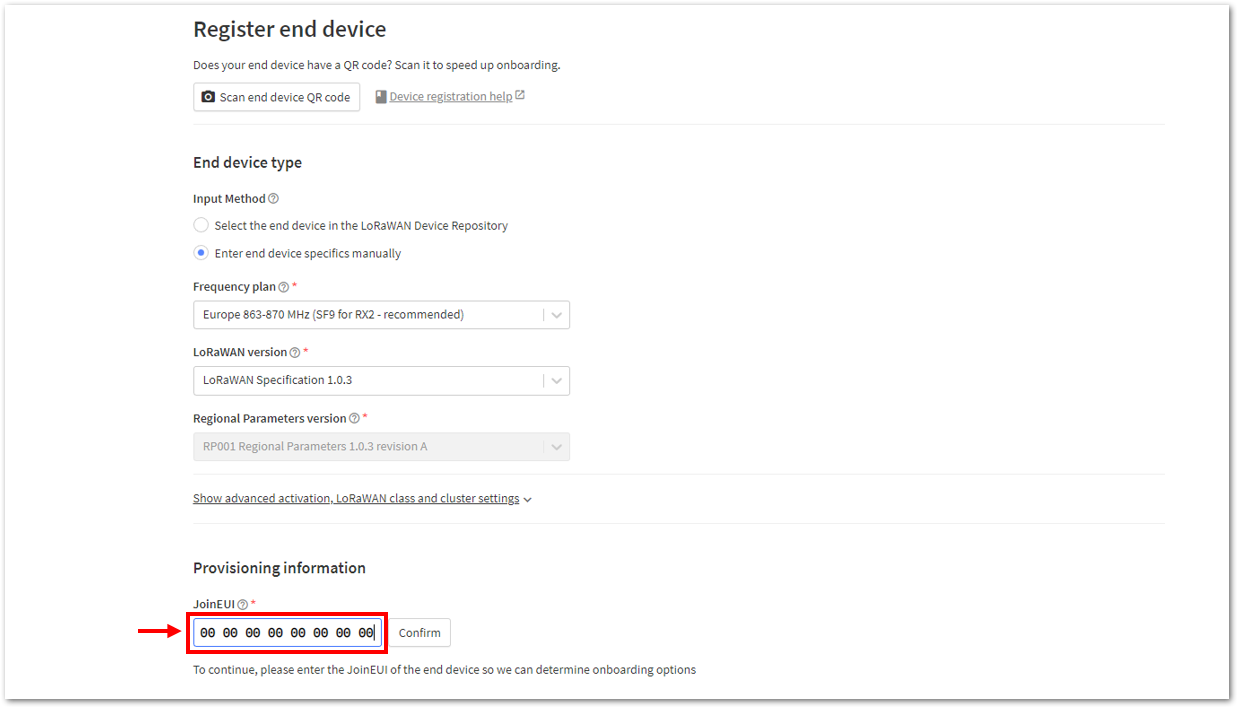 Register end device
Does your end device have a QR code? Scan it to speed up onboarding.
Scan end device QR code Device registration help
End device type
Input Method
Select the end device in the LoRaWAN Device Repository
Enter end device specifics manually
Frequency plan *
Europe 863-870 MHz (SF9 for RX2 - recommended)
LoRaWAN version *
LoRaWAN Specification 1.0.3
Regional Parameters version *
RP001 Regional Parameters 1.0.3 revision A
Show advanced activation, LoRaWAN class and cluster settings
Provisioning information
JoinEUI *
00 00 00 00 00 00 00 00 Confirm
To continue, please enter the JoinEUI of the end device so we can determine onboarding options